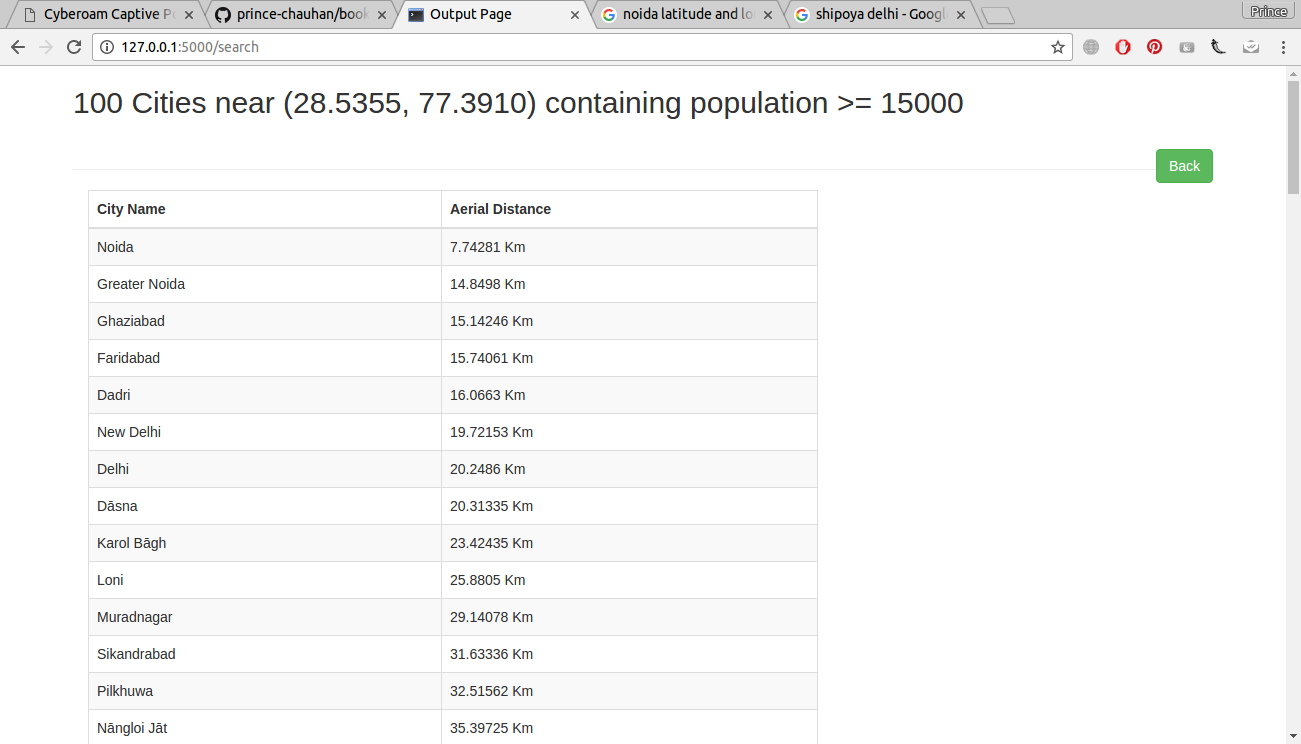 Cyberoam Captive Po
prince-chauhan/book
Output Page
noida latitude and lo
shipoya delhi - Googl
Prince
127.0.0.1:5000/search
100 Cities near (28.5355, 77.3910) containing population >= 15000
Back
City Name Aerial Distance
Noida 7.74281 Km
Greater Noida 14.8498 Km
Ghaziabad 15.14246 Km
Faridabad 15.74061 Km
Dadri 16.0663 Km
New Delhi 19.72153 Km
Delhi 20.2486 Km
Dāsna 20.31335 Km
Karol Bāgh 23.42435 Km
Loni 25.8805 Km
Muradnagar 29.14078 Km
Sikandrabad 31.63336 Km
Pilkhuwa 32.51562 Km
Nāngloi Jāt 35.39725 Km